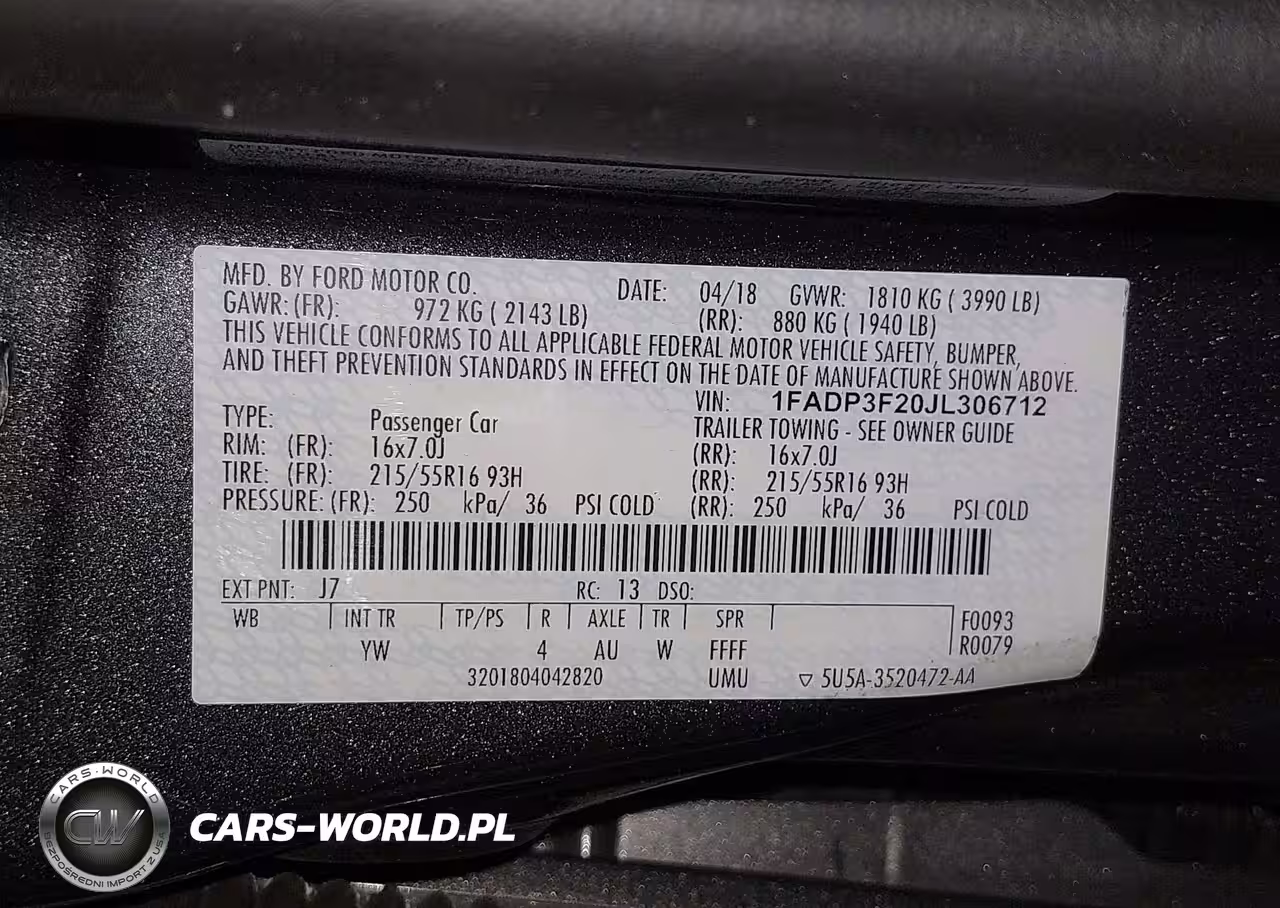 MFD. BY FORD MOTOR CO. DATE: 04/18 GVWR: 1810 KG ( 3990 LB)
GAWR: (FR): 972 KG ( 2143 LB) (RR): 880 KG ( 1940 LB)
THIS VEHICLE CONFORMS TO ALL APPLICABLE FEDERAL MOTOR VEHICLE SAFETY, BUMPER,
AND THEFT PREVENTION STANDARDS IN EFFECT ON THE DATE OF MANUFACTURE SHOWN ABOVE.
VIN: 1FADP3F20JL306712
TYPE: Passenger Car TRAILER TOWING - SEE OWNER GUIDE
RIM: (FR): 16x7.0J (RR): 16x7.0J
TIRE: (FR): 215/55R16 93H (RR): 215/55R16 93H
PRESSURE: (FR): 250 kPa/ 36 PSI COLD (RR): 250 kPa/ 36 PSI COLD
EXT PNT: J7 RC: 13 DSO:
WB INT TR TP/PS R AXLE TR SPR F0093
YW 4 AU W FFFF R0079
3201804042820 UMU ▽ 5U5A-3520472-AA
CARS-WORLD
CW
BEZPOŚREDNI IMPORT Z USA
CARS-WORLD.PL